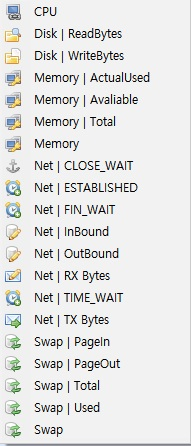 CPU
Disk | ReadBytes
Disk | WriteBytes
Memory | ActualUsed
Memory | Avaliable
Memory | Total
Memory
Net | CLOSE_WAIT
Net | ESTABLISHED
Net | FIN_WAIT
Net | InBound
Net | OutBound
Net | RX Bytes
Net | TIME_WAIT
Net | TX Bytes
Swap | PageIn
Swap | PageOut
Swap | Total
Swap | Used
Swap